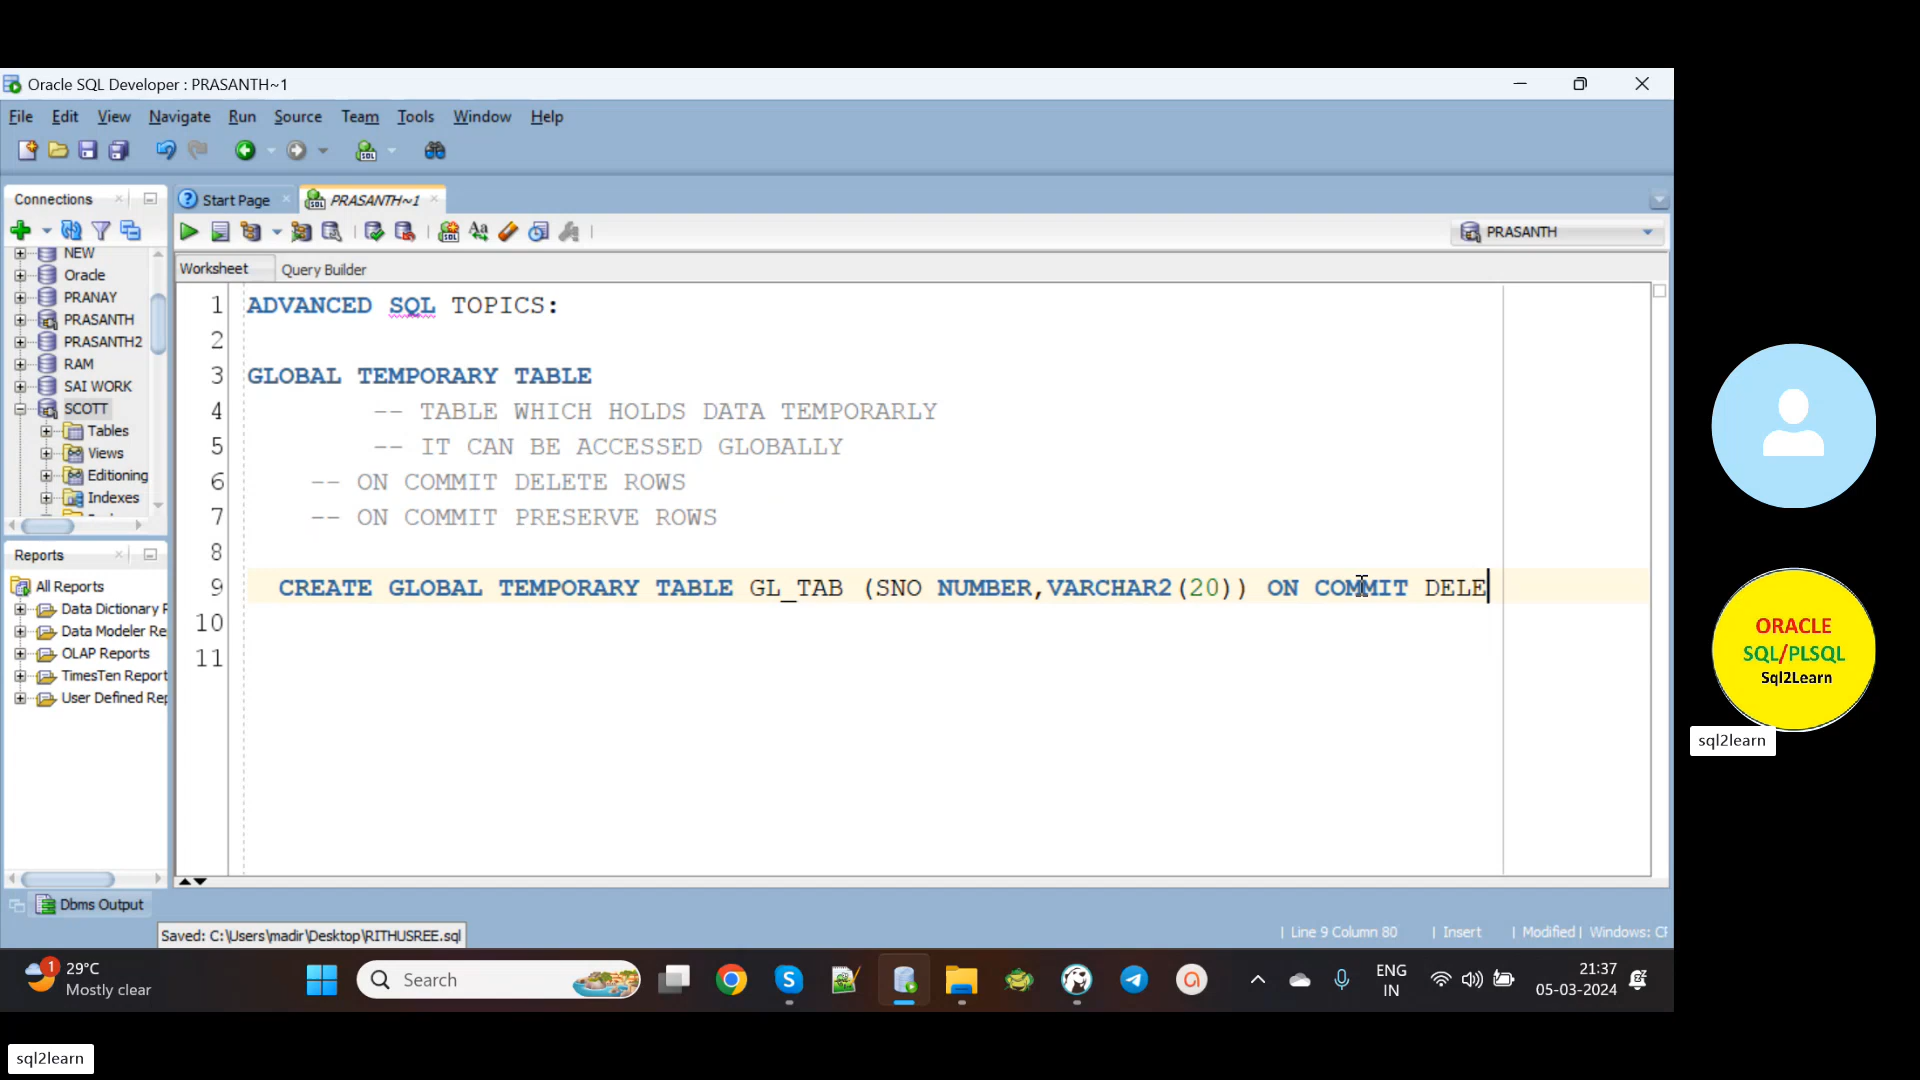 Oracle SQL Developer : PRASANTH~1
File Edit View Navigate Run Source Team Tools Window Help
Connections
Start Page
PRASANTH~1
PRASANTH
NEW
Oracle
PRANAY
PRASANTH
PRASANTH2
RAM
SAI WORK
SCOTT
Tables
Views
Editioning
Indexes
Reports
All Reports
Data Dictionary R
Data Modeler Re
OLAP Reports
TimesTen Report
User Defined Rep
Worksheet Query Builder
1 ADVANCED SQL TOPICS:
2
3 GLOBAL TEMPORARY TABLE
4 -- TABLE WHICH HOLDS DATA TEMPORARLY
5 -- IT CAN BE ACCESSED GLOBALLY
6 -- ON COMMIT DELETE ROWS
7 -- ON COMMIT PRESERVE ROWS
8
9 CREATE GLOBAL TEMPORARY TABLE GL_TAB (SNO NUMBER,VARCHAR2(20)) ON COMMIT DELE
10
11
Dbms Output
Saved: C:\Users\madir\Desktop\RITHUSREE.sql
Line 9 Column 80 | Insert | Modified | Windows: CF
1
29°C
Mostly clear
Search
ENG
IN
21:37
05-03-2024
ORACLE
SQL/PLSQL
Sql2Learn
sql2learn
sql2learn